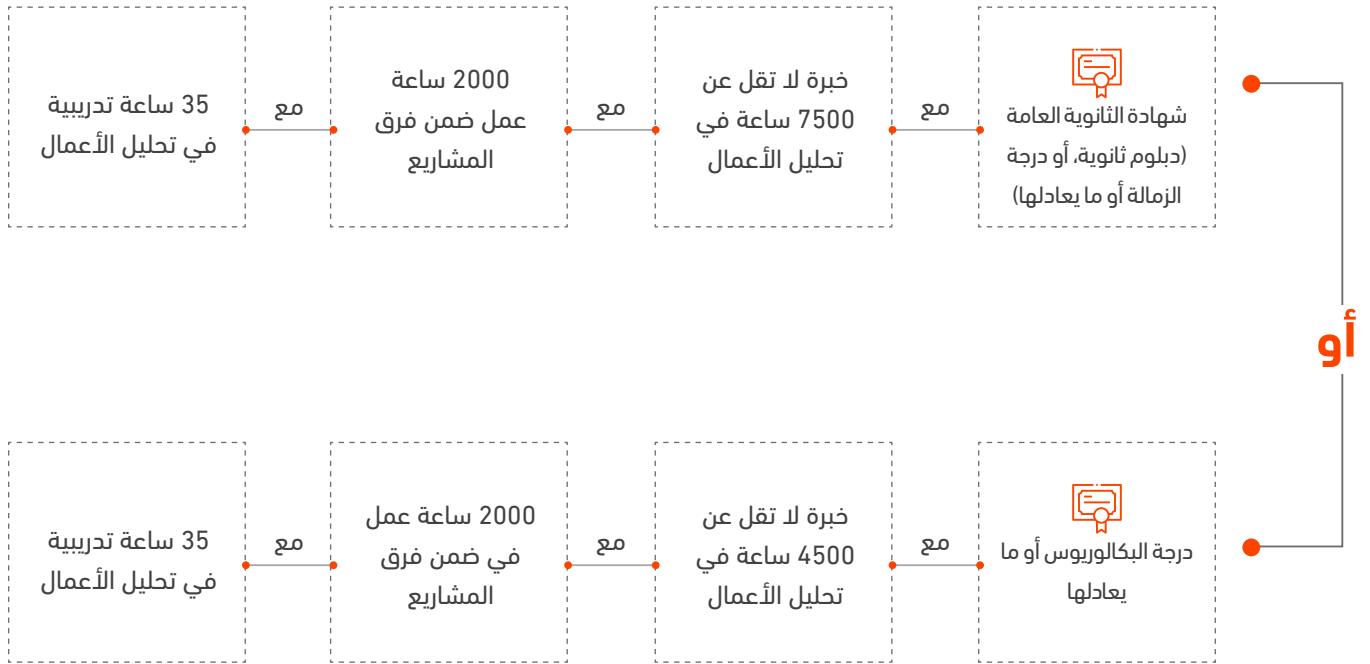 شهادة الثانوية العامة
(دبلوم ثانوية، أو درجة
الزمالة أو ما يعادلها)
مع
خبرة لا تقل عن
7500 ساعة في
تحليل الأعمال
مع
2000 ساعة
عمل ضمن فرق
المشاريع
مع
35 ساعة تدريبية
في تحليل الأعمال
أو
درجة البكالوريوس أو ما
يعادلها
مع
خبرة لا تقل عن
4500 ساعة في
تحليل الأعمال
مع
2000 ساعة عمل
في ضمن فرق
المشاريع
مع
35 ساعة تدريبية
في تحليل الأعمال